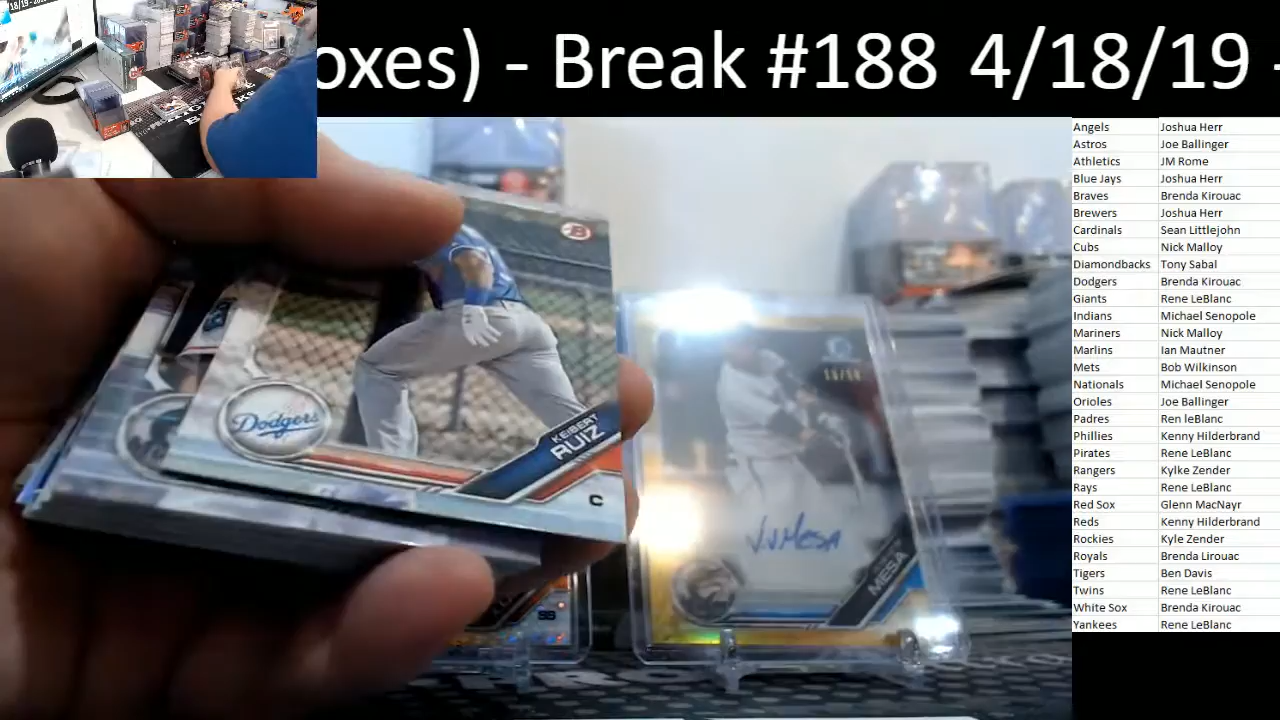 oxes) - Break #188 4/18/19 -
Angels Joshua Herr
Astros Joe Ballinger
Athletics JM Rome
Blue Jays Joshua Herr
Braves Brenda Kirouac
Brewers Joshua Herr
Cardinals Sean Littlejohn
Cubs Nick Malloy
Diamondbacks Tony Sabal
Dodgers Brenda Kirouac
Giants Rene LeBlanc
Indians Michael Senopole
Mariners Nick Malloy
Marlins Ian Mautner
Mets Bob Wilkinson
Nationals Michael Senopole
Orioles Joe Ballinger
Padres Ren leBlanc
Phillies Kenny Hilderbrand
Pirates Rene LeBlanc
Rangers Kylke Zender
Rays Rene LeBlanc
Red Sox Glenn MacNayr
Reds Kenny Hilderbrand
Rockies Kyle Zender
Royals Brenda Lirouac
Tigers Ben Davis
Twins Rene LeBlanc
White Sox Brenda Kirouac
Yankees Rene LeBlanc
B
Dodgers
KEIBERT
RUIZ
C
V.V MESA
MESA